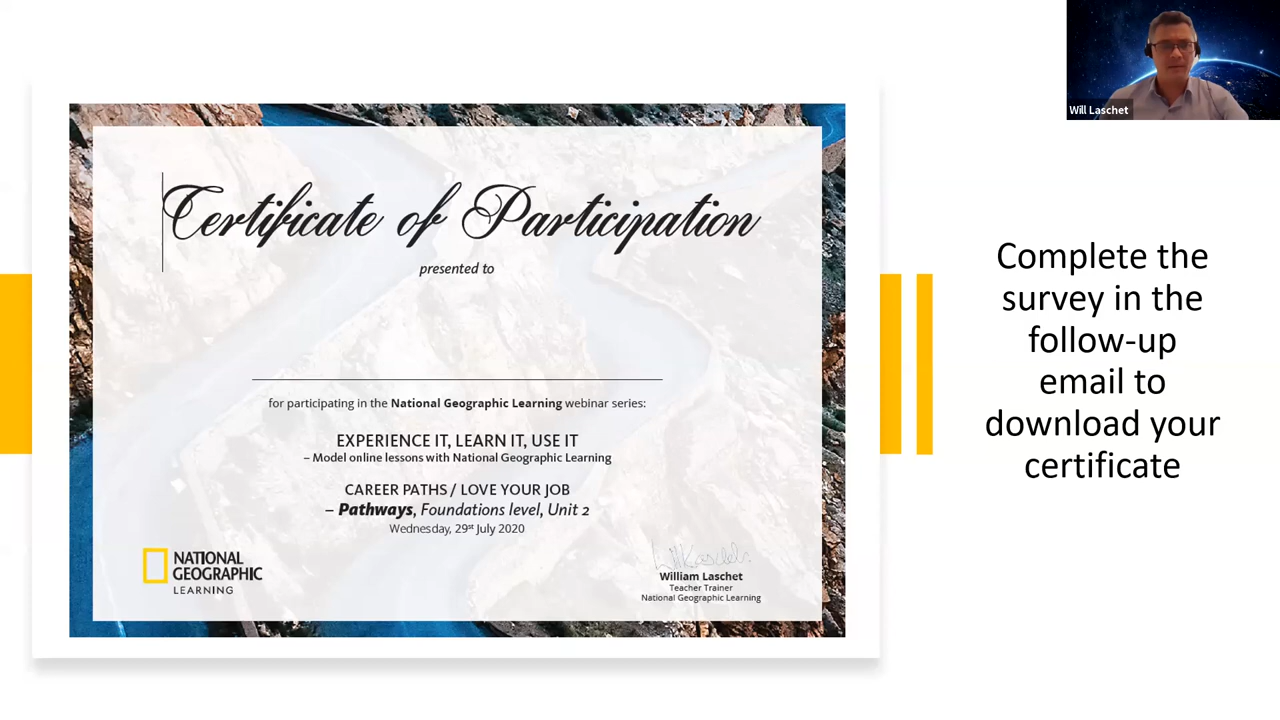 Will Laschet
Certificate of Participation
presented to
for participating in the National Geographic Learning webinar series:
EXPERIENCE IT, LEARN IT, USE IT
– Model online lessons with National Geographic Learning
CAREER PATHS / LOVE YOUR JOB
– Pathways, Foundations level, Unit 2
Wednesday, 29st July 2020
NATIONAL
GEOGRAPHIC
LEARNING
William Laschet
Teacher Trainer
National Geographic Learning
Complete the
survey in the
follow-up
email to
download your
certificate